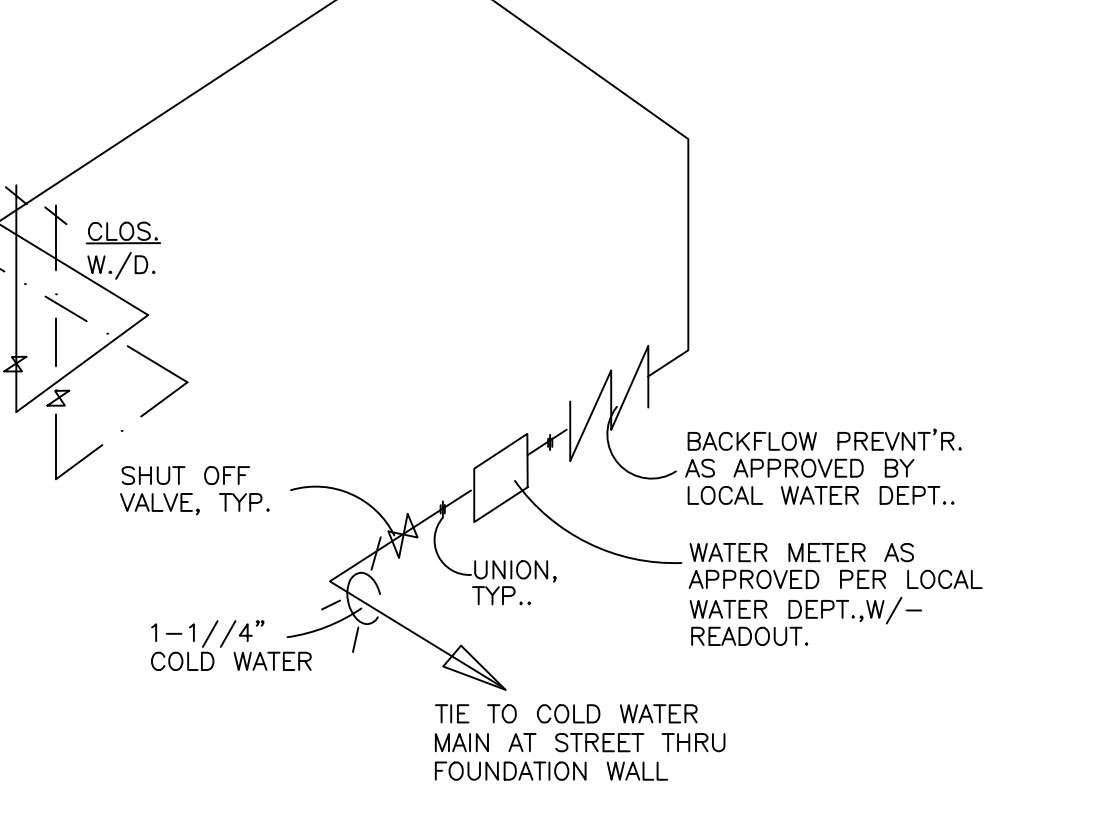 CLOS.
W./D.
SHUT OFF
VALVE, TYP.
BACKFLOW PREVNT'R.
AS APPROVED BY
LOCAL WATER DEPT..
UNION,
TYP..
WATER METER AS
APPROVED PER LOCAL
WATER DEPT.,W/-
READOUT.
1-1//4"
COLD WATER
TIE TO COLD WATER
MAIN AT STREET THRU
FOUNDATION WALL